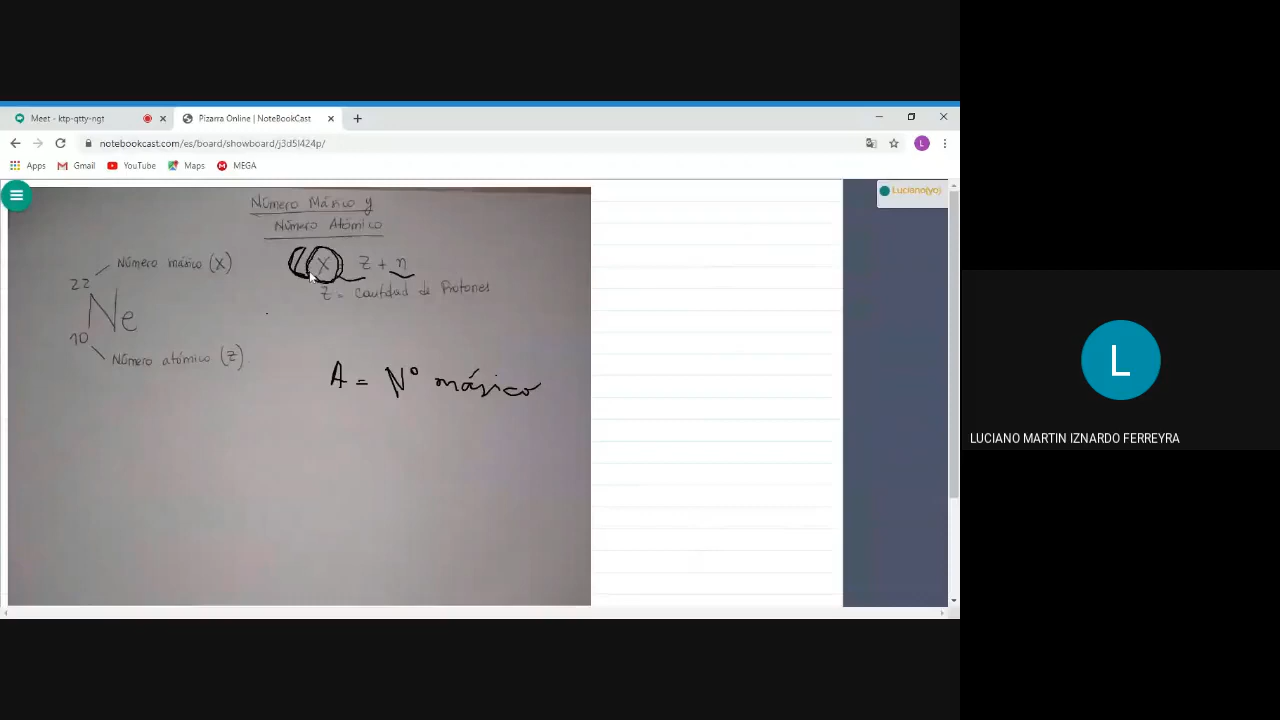 Meet - ktp-qtty-ngt
Pizarra Online | NoteBookCast
notebookcast.com/es/board/showboard/j3d5l424p/
Apps Gmail YouTube Maps MEGA
Luciano(yo)
Número Másico y
Número Atómico
Número másico (X)
22
Ne
10
Número atómico (Z)
X = Z + n
Z = Cantidad de Protones
A = Nº másico
L
LUCIANO MARTIN IZNARDO FERREYRA